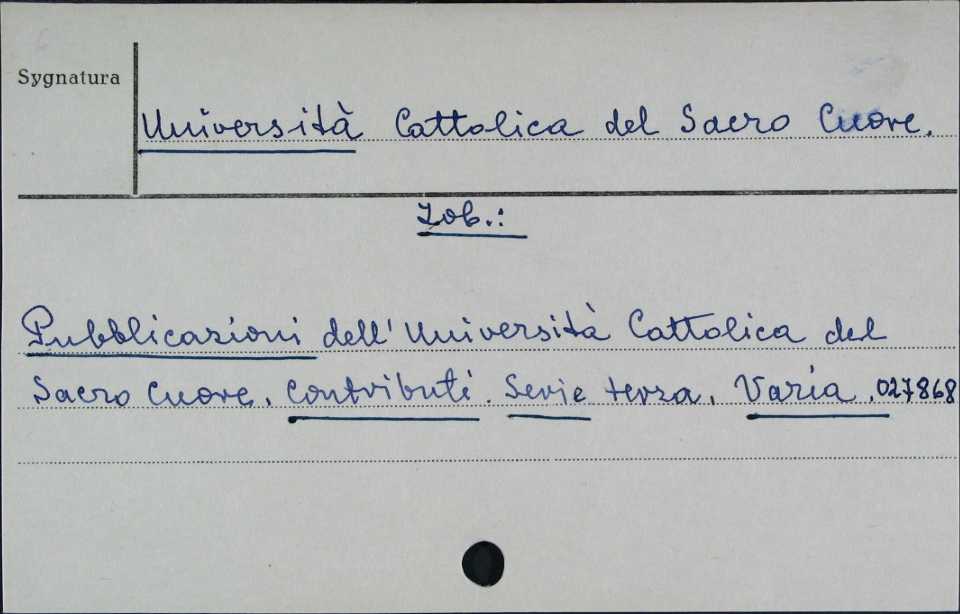 Sygnatura
Università Cattolica del Sacro Cuore.
Zob.:
Pubblicazioni dell'Università Cattolica del
Sacro Cuore. Contributi. Serie terza. Varia. 027868